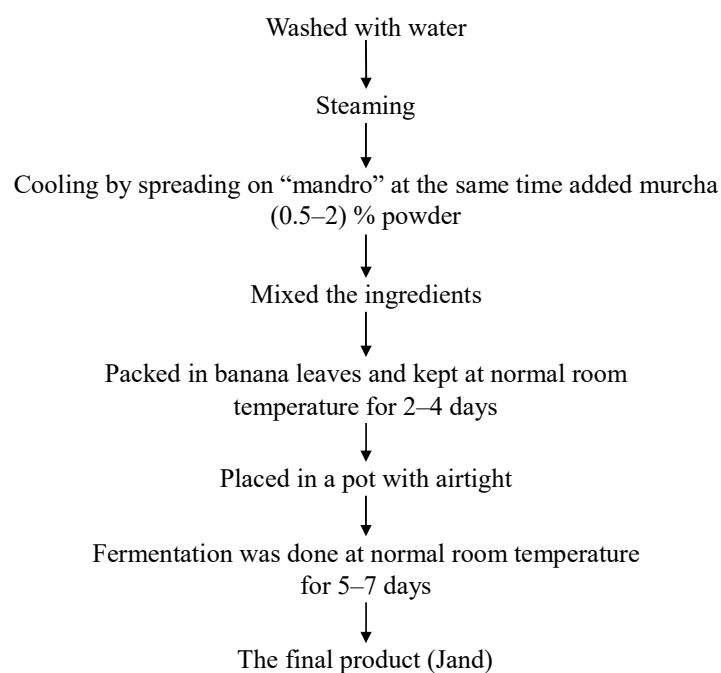 Washed with water
Steaming
Cooling by spreading on “mandro” at the same time added murcha
(0.5–2) % powder
Mixed the ingredients
Packed in banana leaves and kept at normal room
temperature for 2–4 days
Placed in a pot with airtight
Fermentation was done at normal room temperature
for 5–7 days
The final product (Jand)